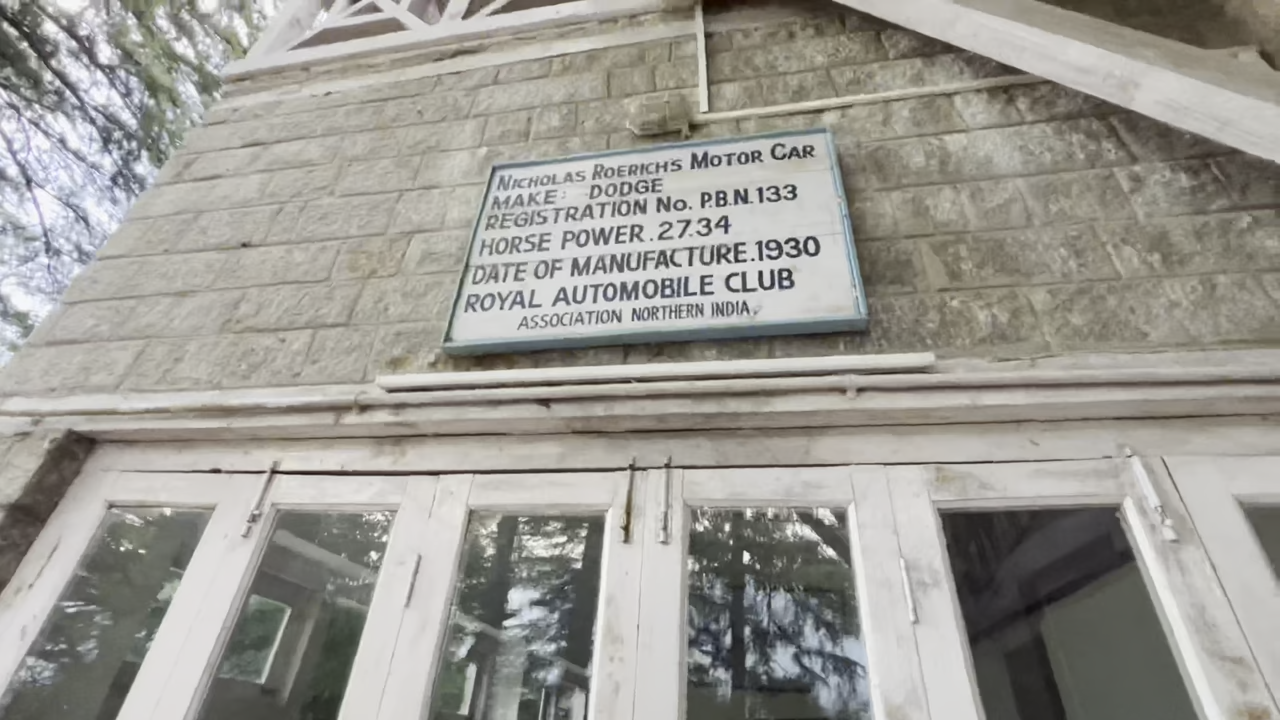 NICHOLAS ROERICH'S MOTOR CAR
MAKE: DODGE
REGISTRATION No. P.B.N.133
HORSE POWER.27.34
DATE OF MANUFACTURE.1930
ROYAL AUTOMOBILE CLUB
ASSOCIATION NORTHERN INDIA.